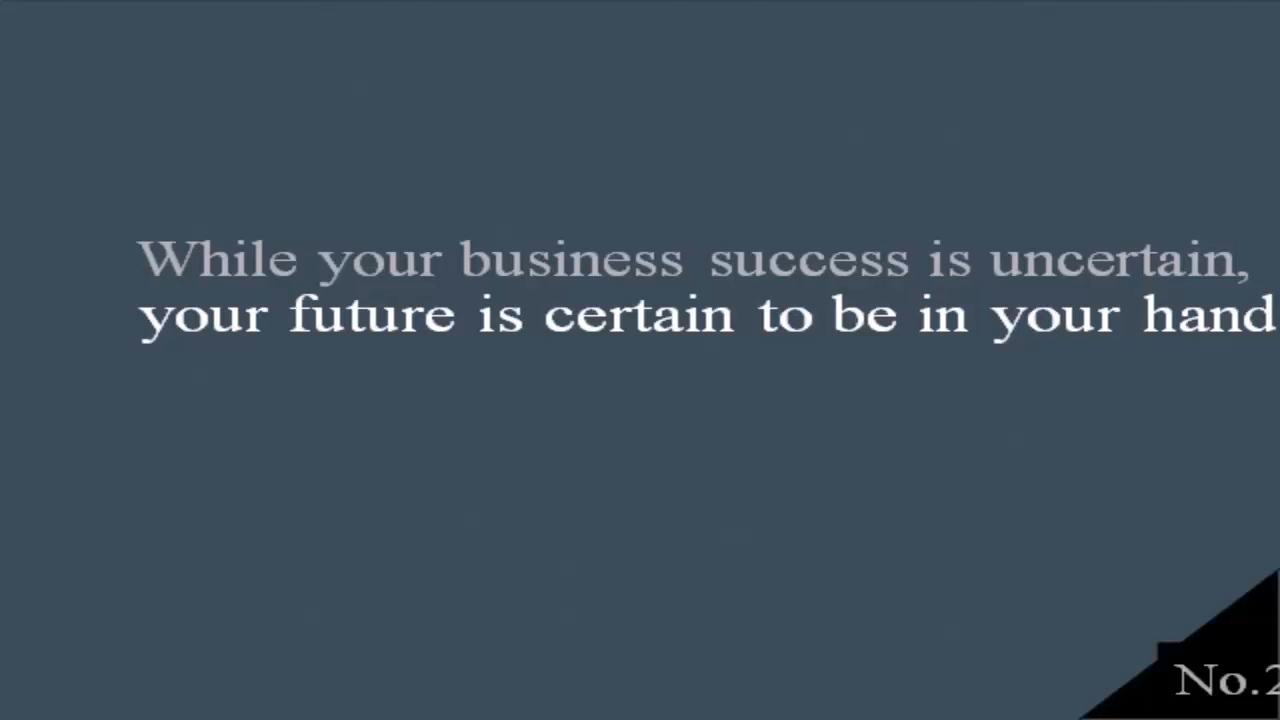 While your business success is uncertain,
your future is certain to be in your hand
No.2